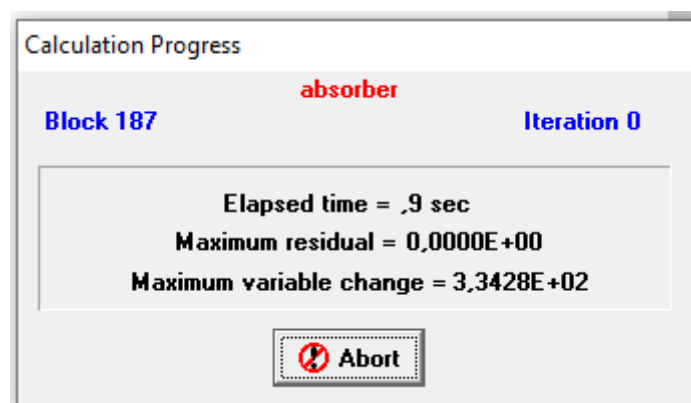 Calculation Progress
absorber
Block 187
Iteration 0
Elapsed time = ,9 sec
Maximum residual = 0,0000E+00
Maximum variable change = 3,3428E+02
Abort